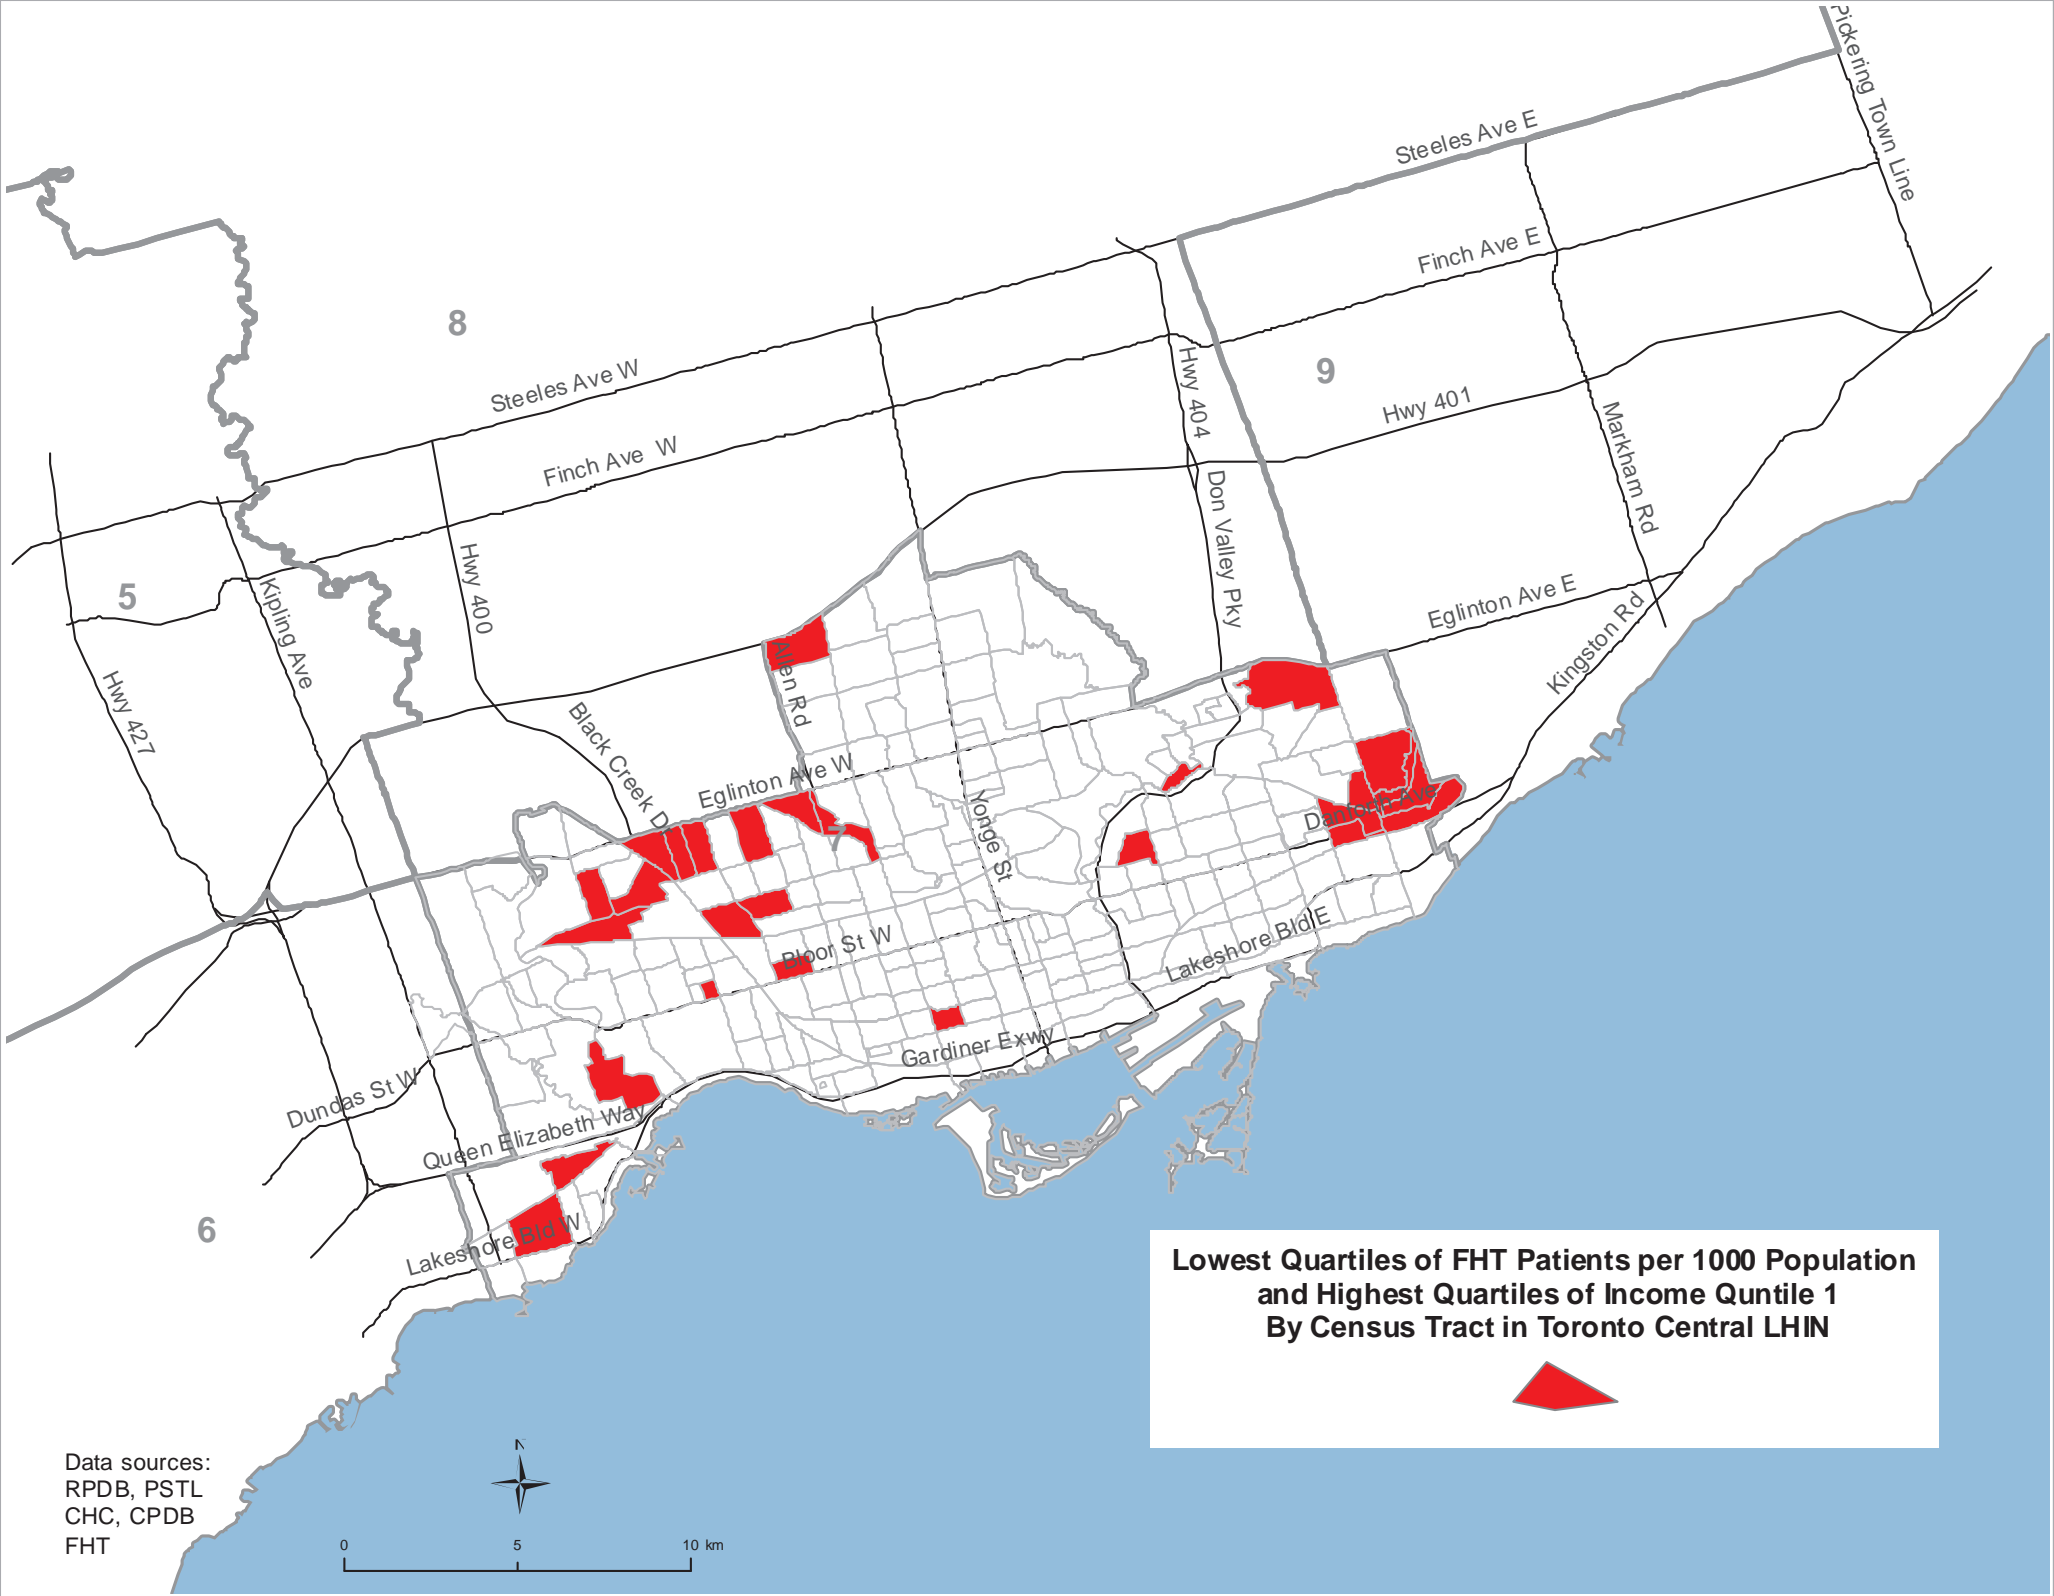 Pickering Town Line
Steeles Ave E
Finch Ave E
8
9
Hwy 404
Steeles Ave W
Hwy 401
Markham Rd
Finch Ave W
Don Valley Pky
Hwy 400
5
Kipling Ave
Eglinton Ave E
Kingston Rd
Hwy 427
Allen Rd
Black Creek Dr
Eglinton Ave W
Yonge St
Danforth Ave
7
Bloor St W
Lakeshore Bld E
Gardiner Exwy
Dundas St W
Queen Elizabeth Way
6
Lakeshore Bld W
Lowest Quartiles of FHT Patients per 1000 Population
and Highest Quartiles of Income Quntile 1
By Census Tract in Toronto Central LHIN
Data sources:
RPDB, PSTL
CHC, CPDB
FHT
N
0 5 10 km